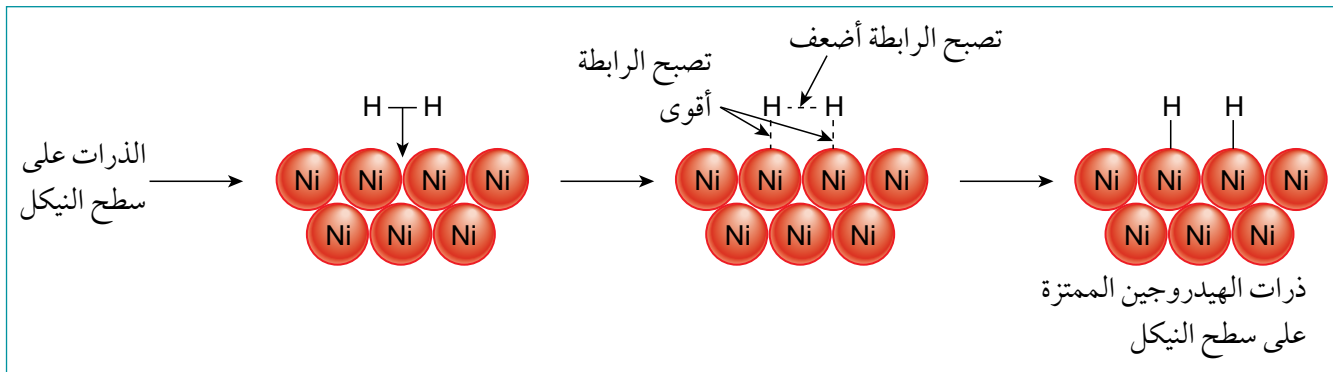 تصبح الرابطة أضعف
تصبح الرابطة
أقوى
H H
H H
H H
الذرات على
سطح النيكل
Ni Ni Ni Ni
Ni Ni Ni
Ni Ni Ni Ni
Ni Ni Ni
Ni Ni Ni Ni
Ni Ni Ni
ذرات الهيدروجين الممتزة
على سطح النيكل